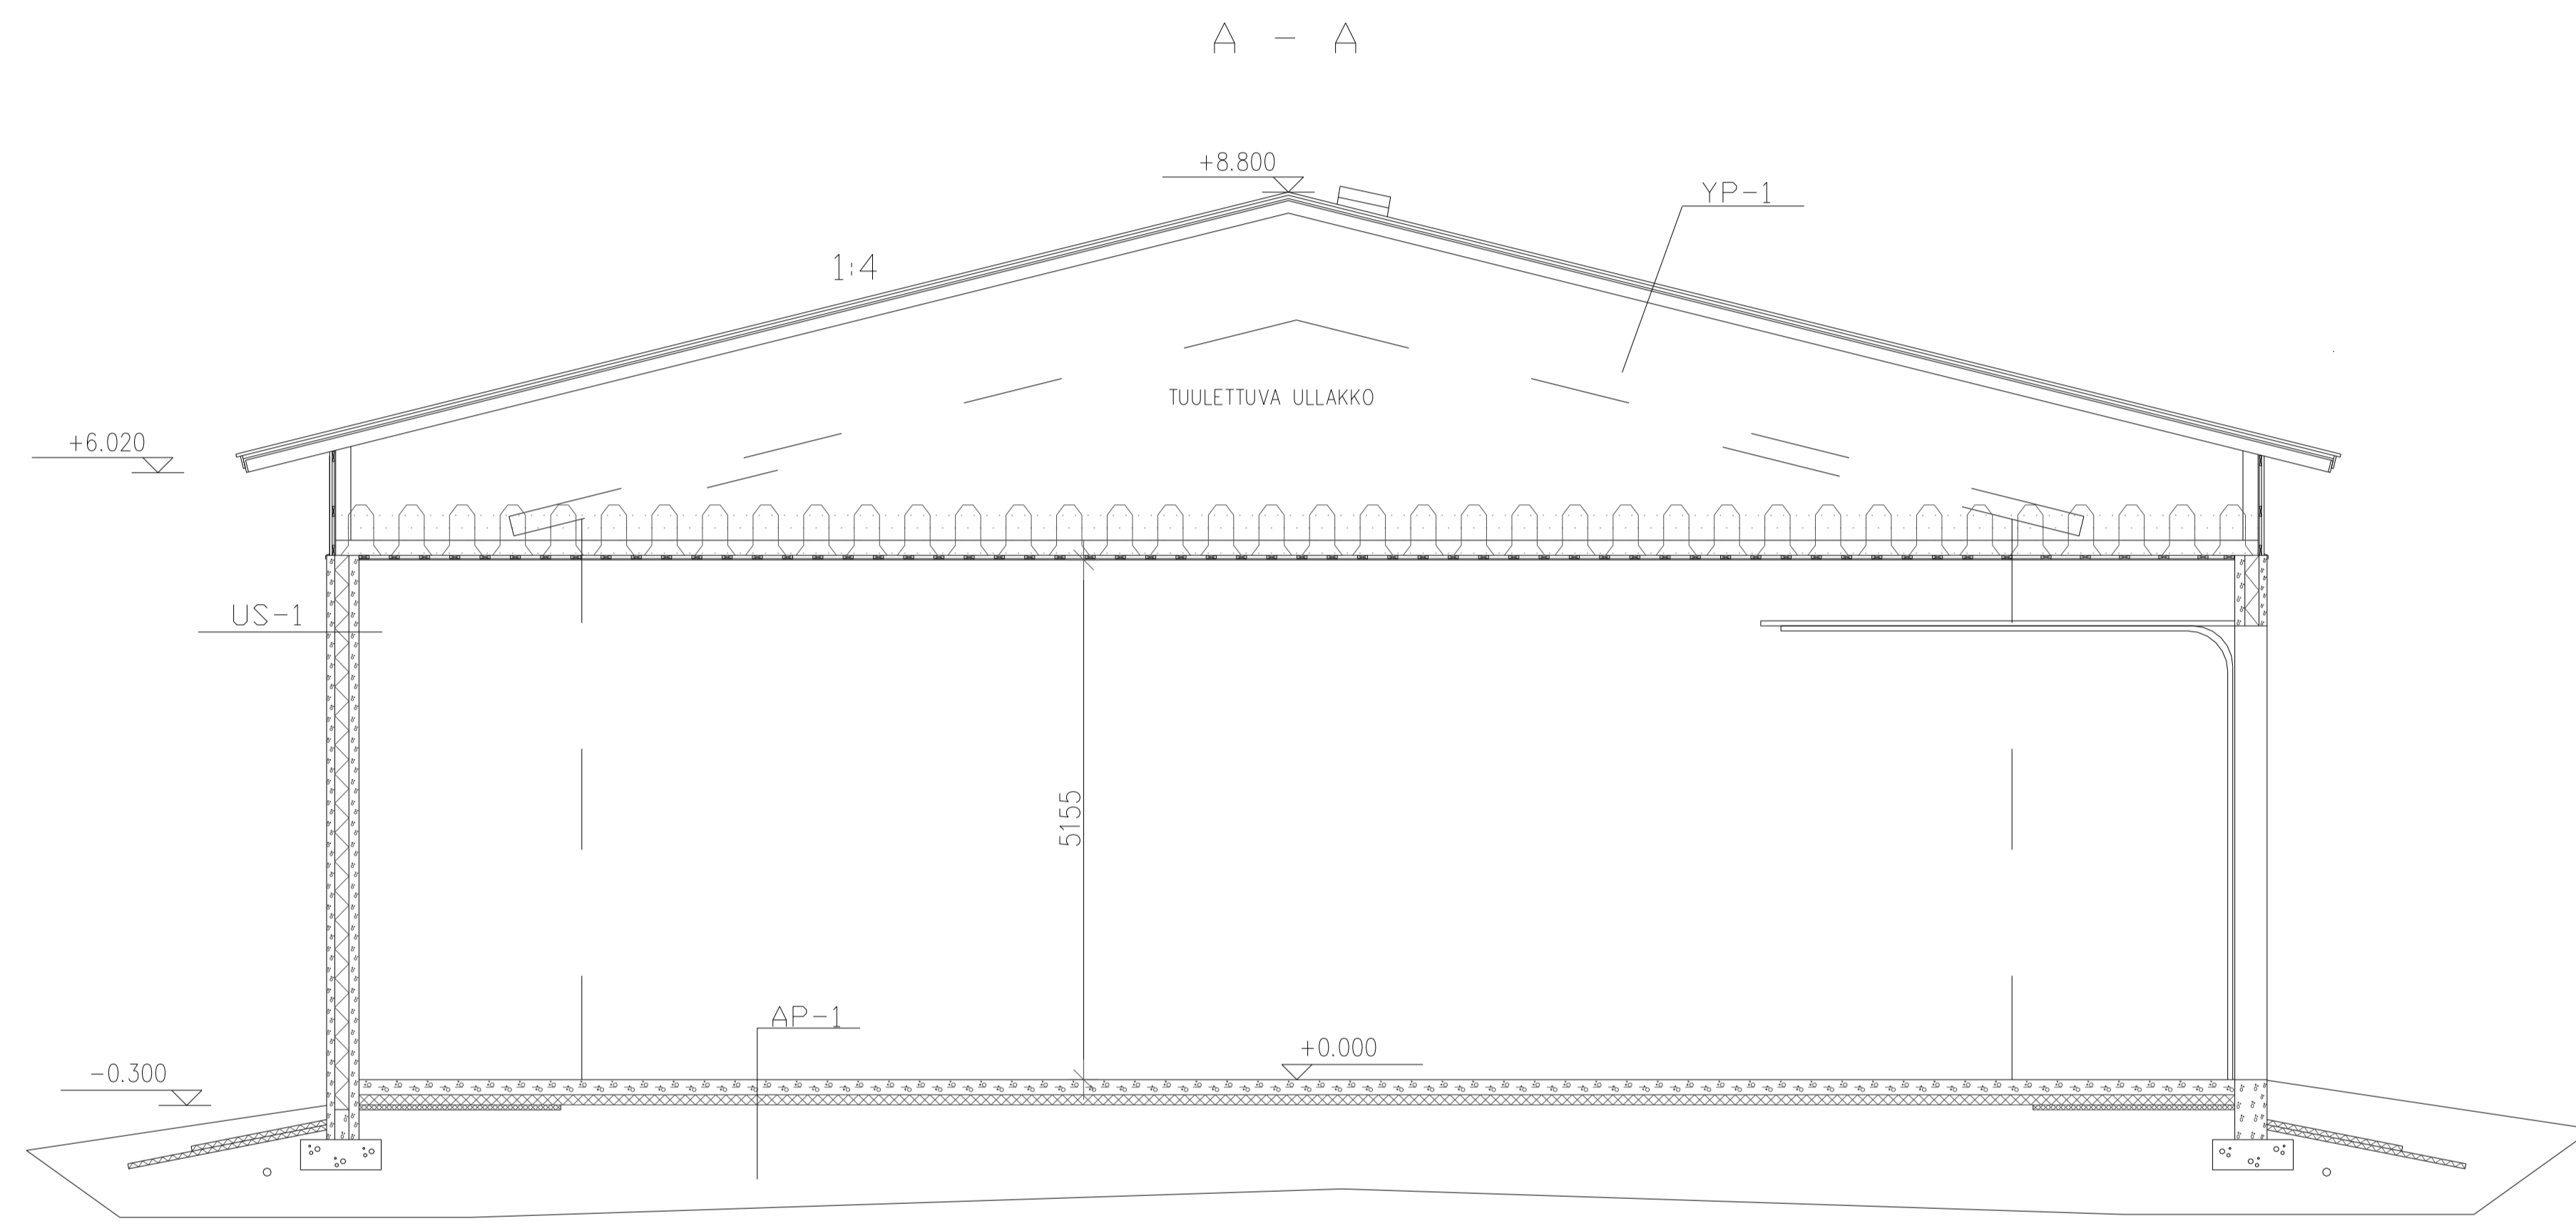 A - A
+8.800
YP-1
1:4
TUULETTUVA ULLAKKO
+6.020
US-1
5155
AP-1
+0.000
-0.300